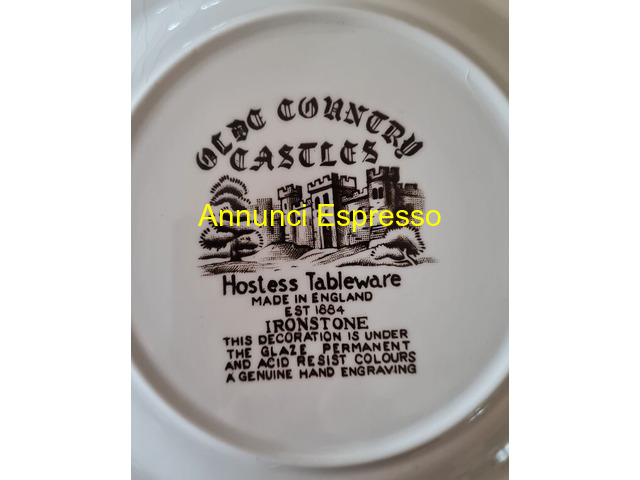 OLDE COUNTRY
CASTLES
Annunci Espresso
Hostess Tableware
MADE IN ENGLAND
EST 1884
IRONSTONE
THIS DECORATION IS UNDER
THE GLAZE PERMANENT
AND ACID RESIST COLOURS
A GENUINE HAND ENGRAVING